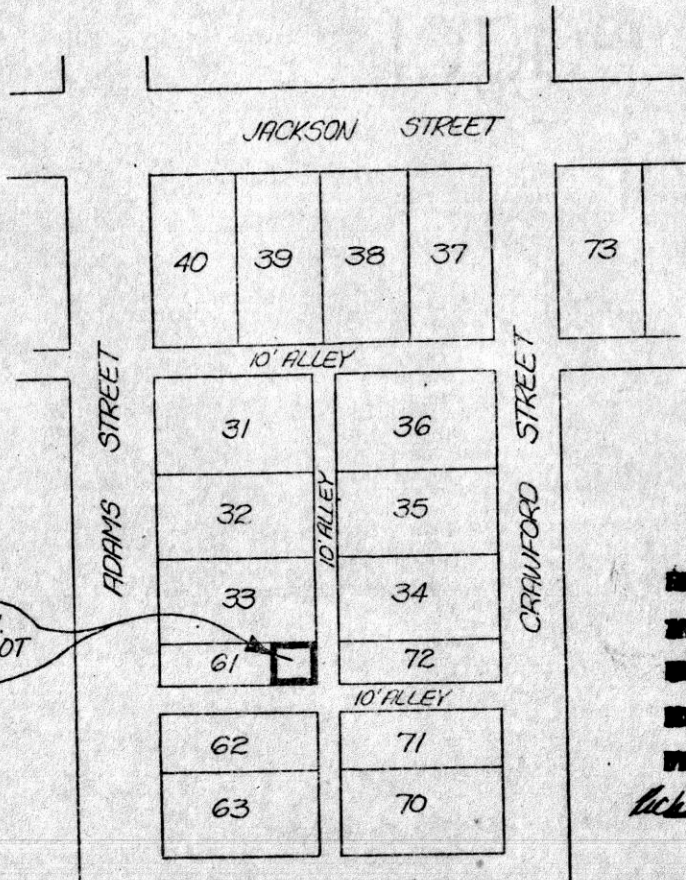 JACKSON STREET
40 39 38 37 73
10' ALLEY
ADAMS STREET
CRAWFORD STREET
31 36
10' ALLEY
32 35
33 34
OT
61 72
10' ALLEY
62 71
63 70